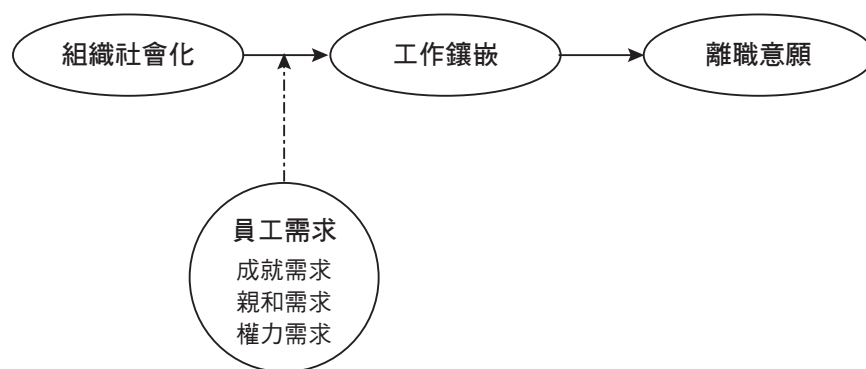 組織社會化
工作鑲嵌
離職意願
員工需求
成就需求
親和需求
權力需求